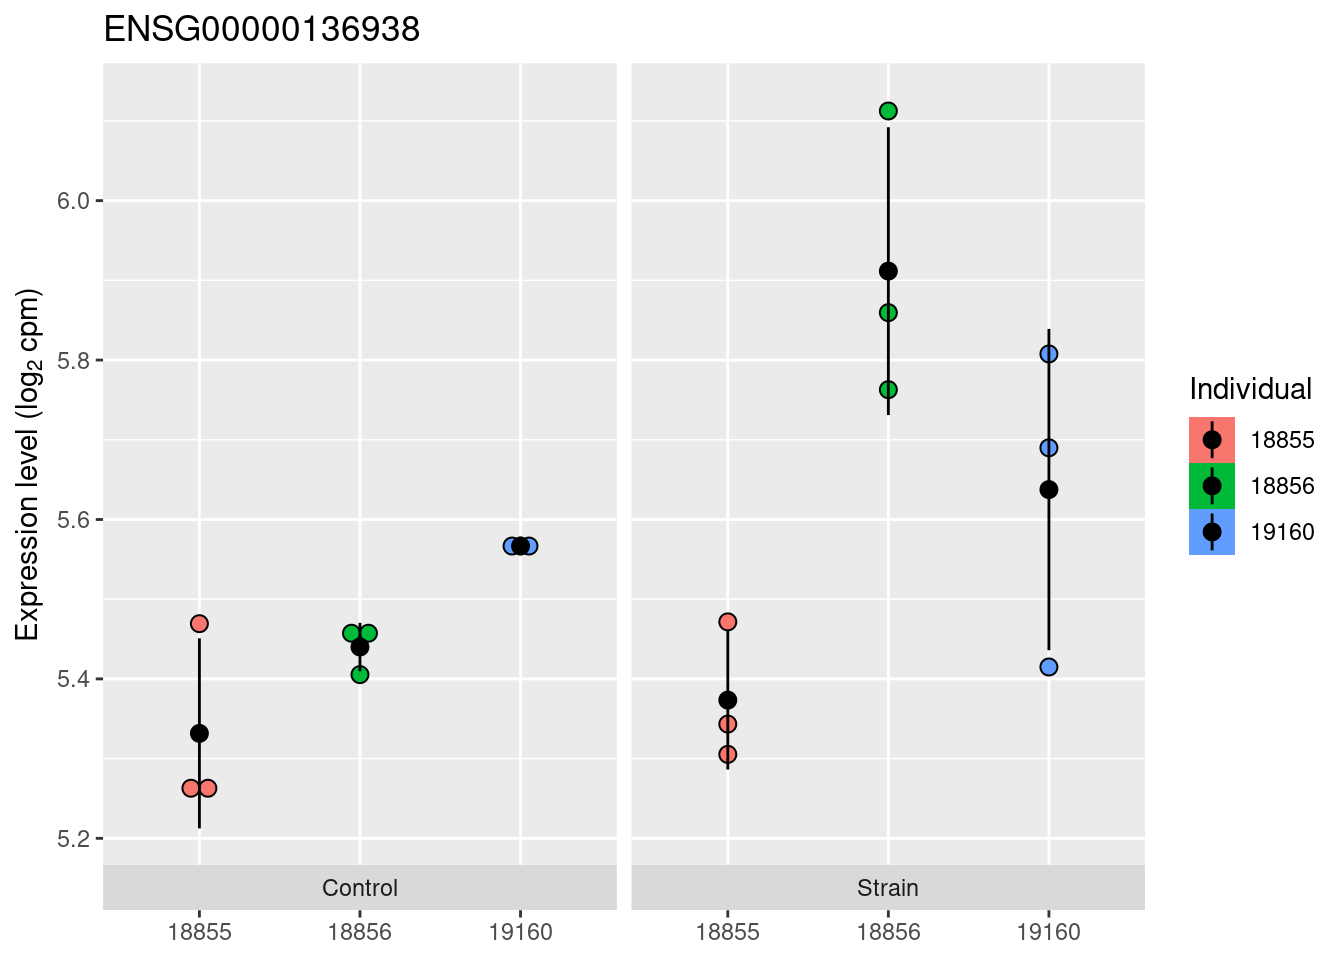 ENSG00000136938
Expression level (log2 cpm)
6.0
5.8
5.6
5.4
5.2
Control
Strain
18855
18856
19160
18855
18856
19160
Individual
18855
18856
19160